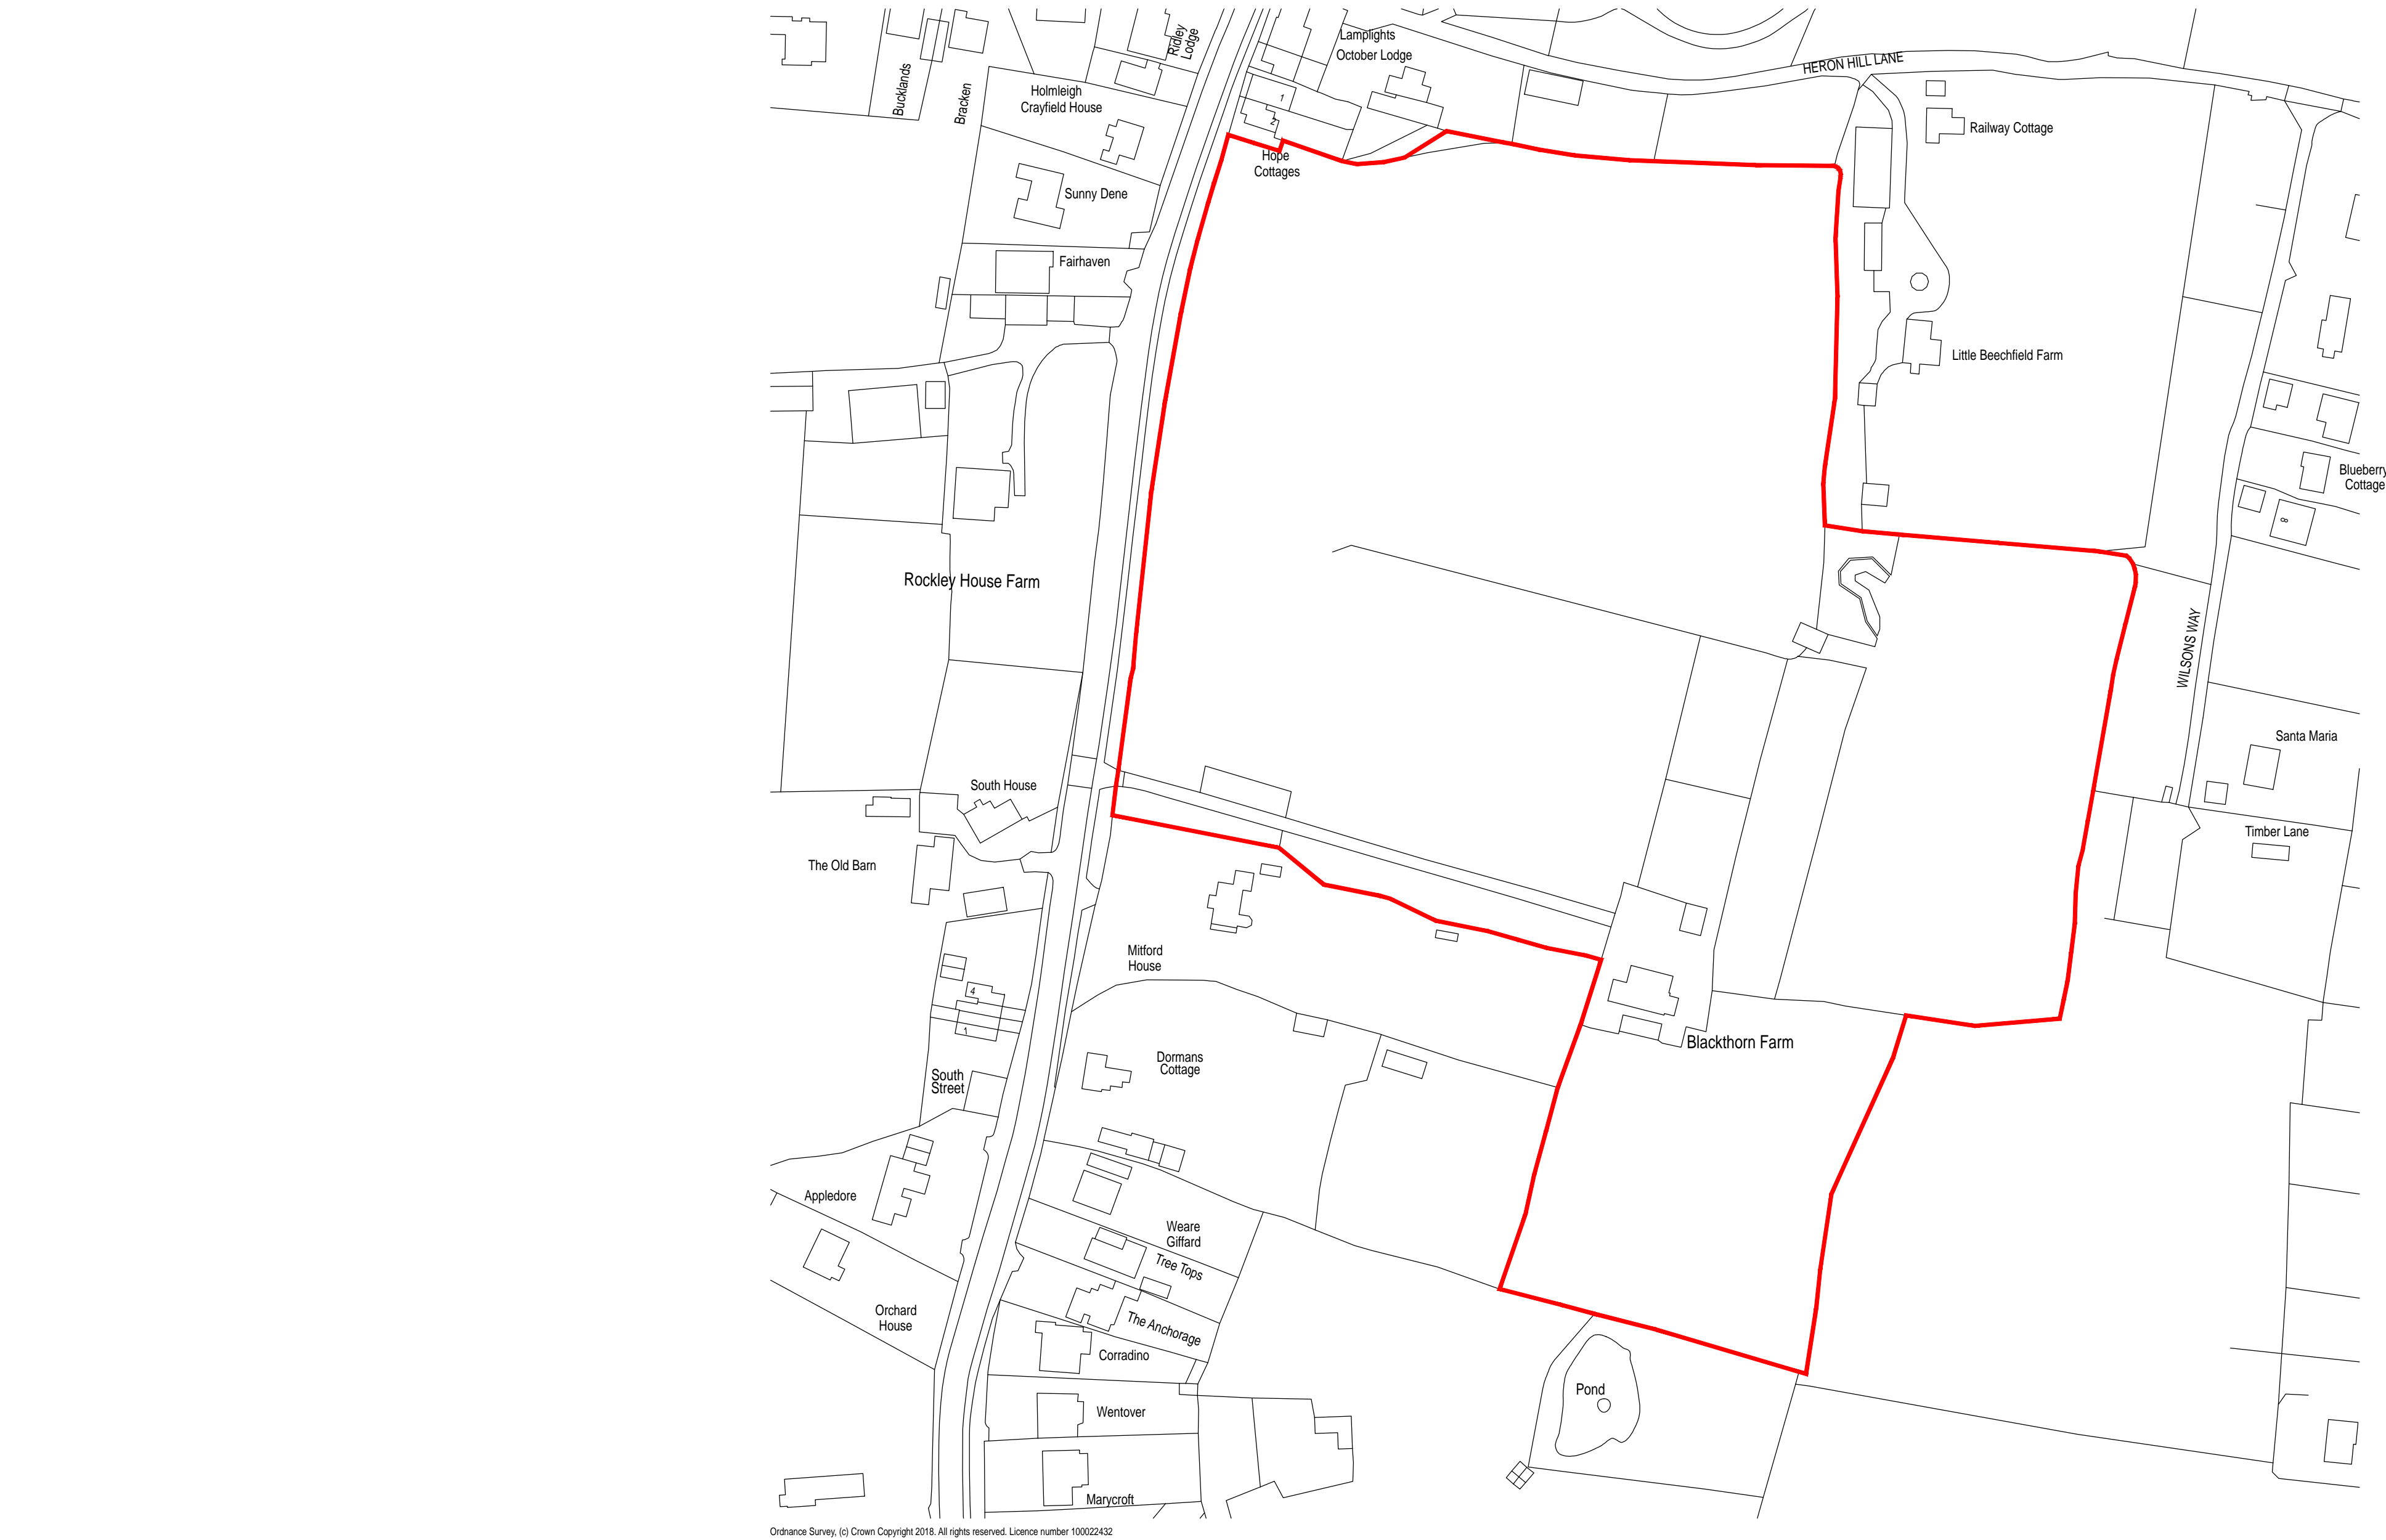 Ridley
Lodge
Lamplights
October Lodge
HERON HILL LANE
Bucklands
Bracken
Holmleigh
Crayfield House
1
2
Railway Cottage
Hope
Cottages
Sunny Dene
Fairhaven
Little Beechfield Farm
Blueberry
Cottage
8
Rockley House Farm
WILSONS WAY
Santa Maria
South House
Timber Lane
The Old Barn
Mitford
House
4
1
Blackthorn Farm
Dormans
Cottage
South
Street
Appledore
Weare
Giffard
Tree Tops
Orchard
House
The Anchorage
Corradino
Pond
Wentover
Marycroft
Ordnance Survey, (c) Crown Copyright 2018. All rights reserved. Licence number 100022432